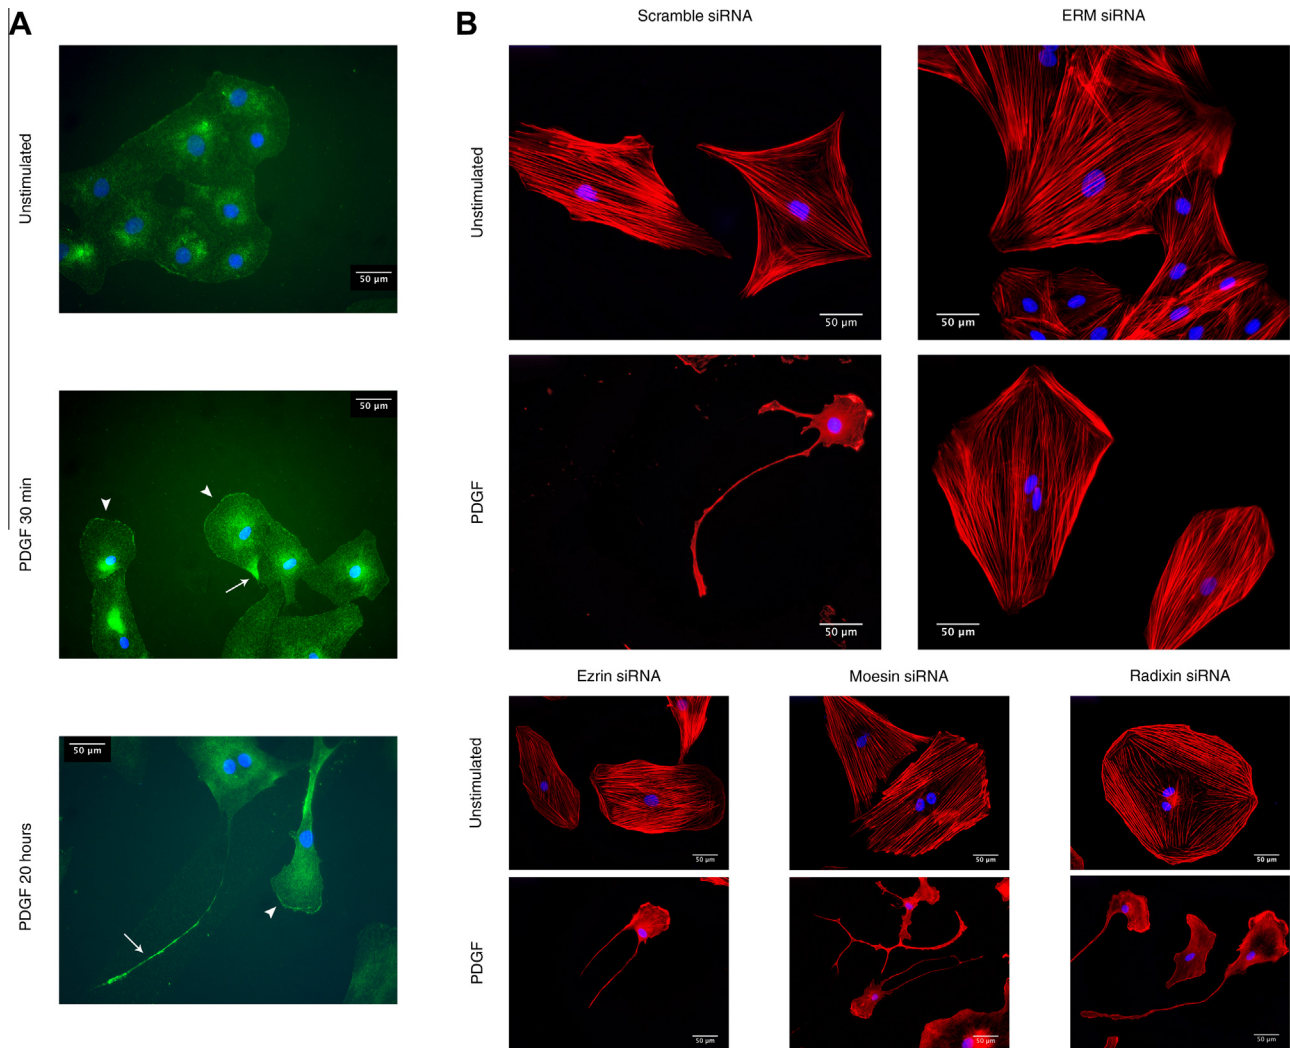 A
Unstimulated
50 µm
PDGF 30 min
50 µm
PDGF 20 hours
50 µm
B
Scramble siRNA
ERM siRNA
Unstimulated
50 µm
50 µm
PDGF
50 µm
50 µm
Ezrin siRNA
Moesin siRNA
Radixin siRNA
Unstimulated
50 µm
50 µm
50 µm
PDGF
50 µm
50 µm
50 µm